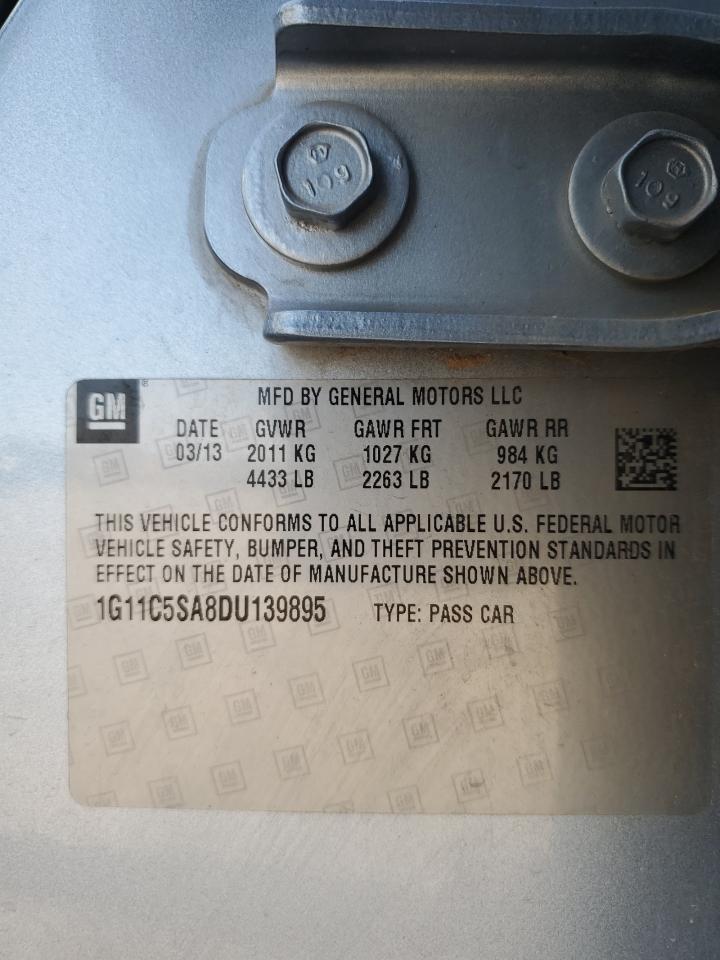 109
109
GM
MFD BY GENERAL MOTORS LLC
DATE GVWR GAWR FRT GAWR RR
03/13 2011 KG 1027 KG 984 KG
4433 LB 2263 LB 2170 LB
THIS VEHICLE CONFORMS TO ALL APPLICABLE U.S. FEDERAL MOTOR
VEHICLE SAFETY, BUMPER, AND THEFT PREVENTION STANDARDS IN
EFFECT ON THE DATE OF MANUFACTURE SHOWN ABOVE.
1G11C5SA8DU139895 TYPE: PASS CAR